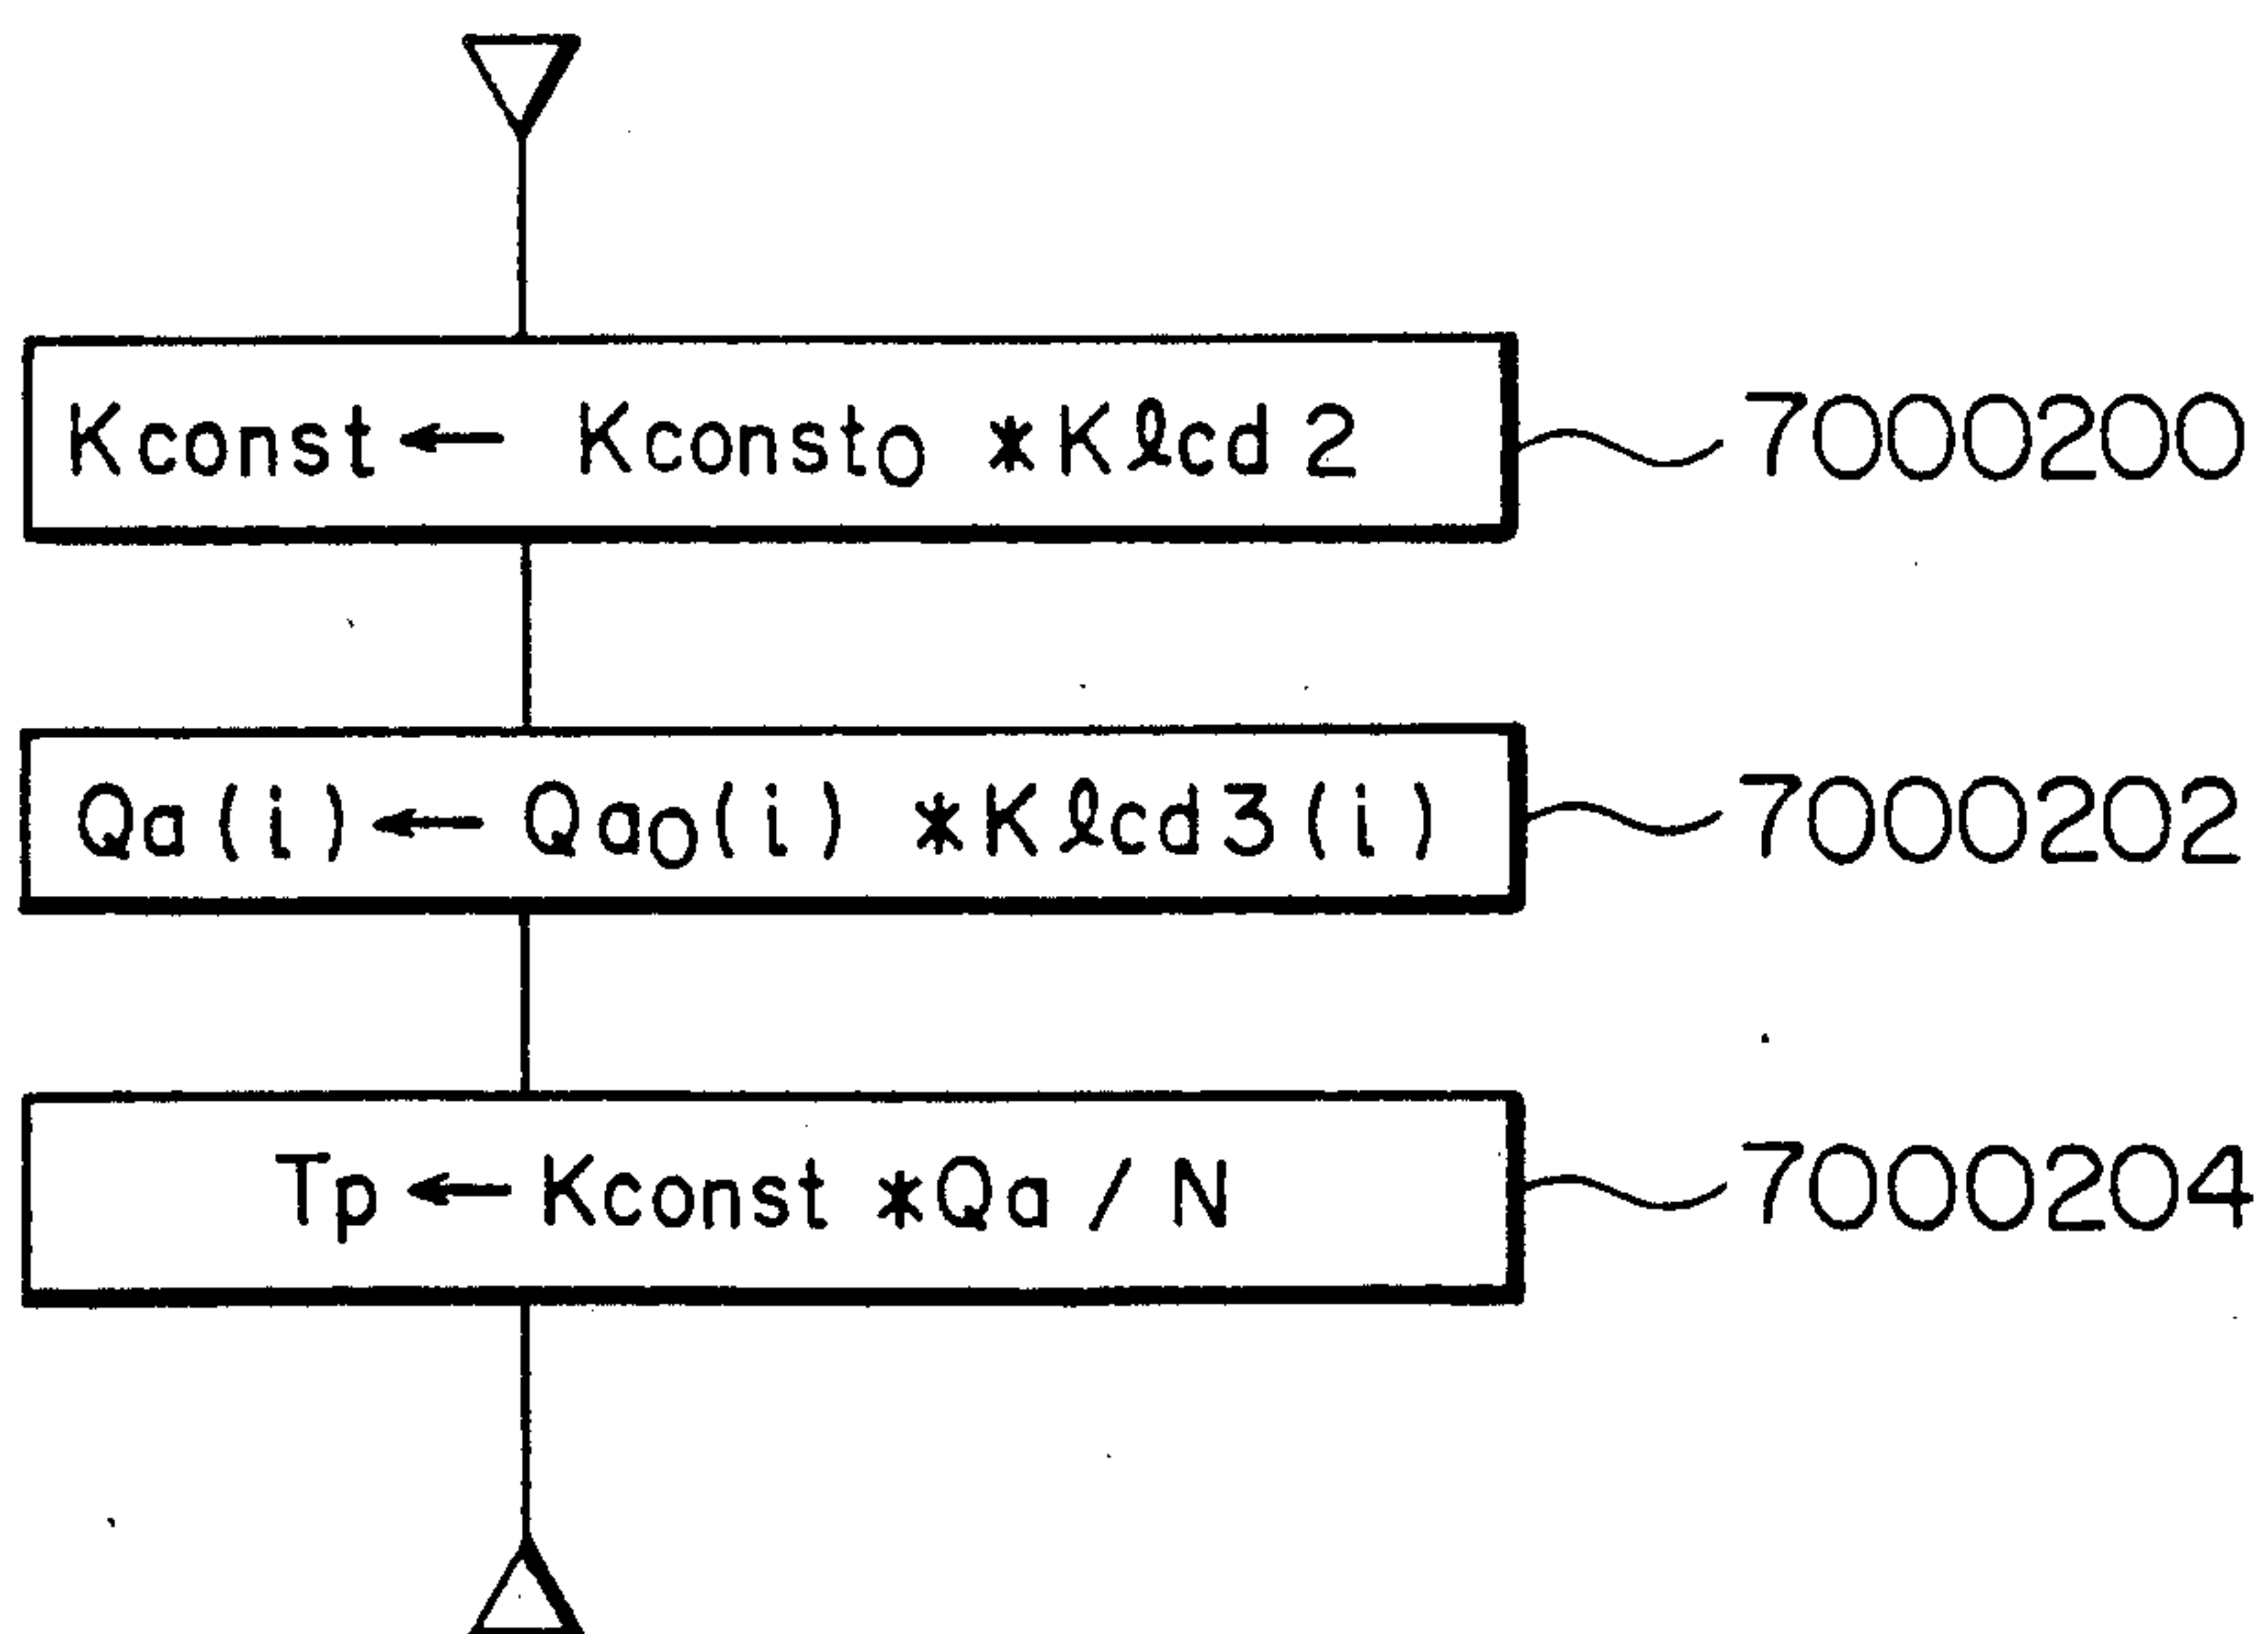 Kconst ← Kconst₀ *Kℓcd 2 7000200
Qa(i) ← Qa₀(i) *Kℓcd3(i) 7000202
Tp ← Kconst *Qa / N 7000204